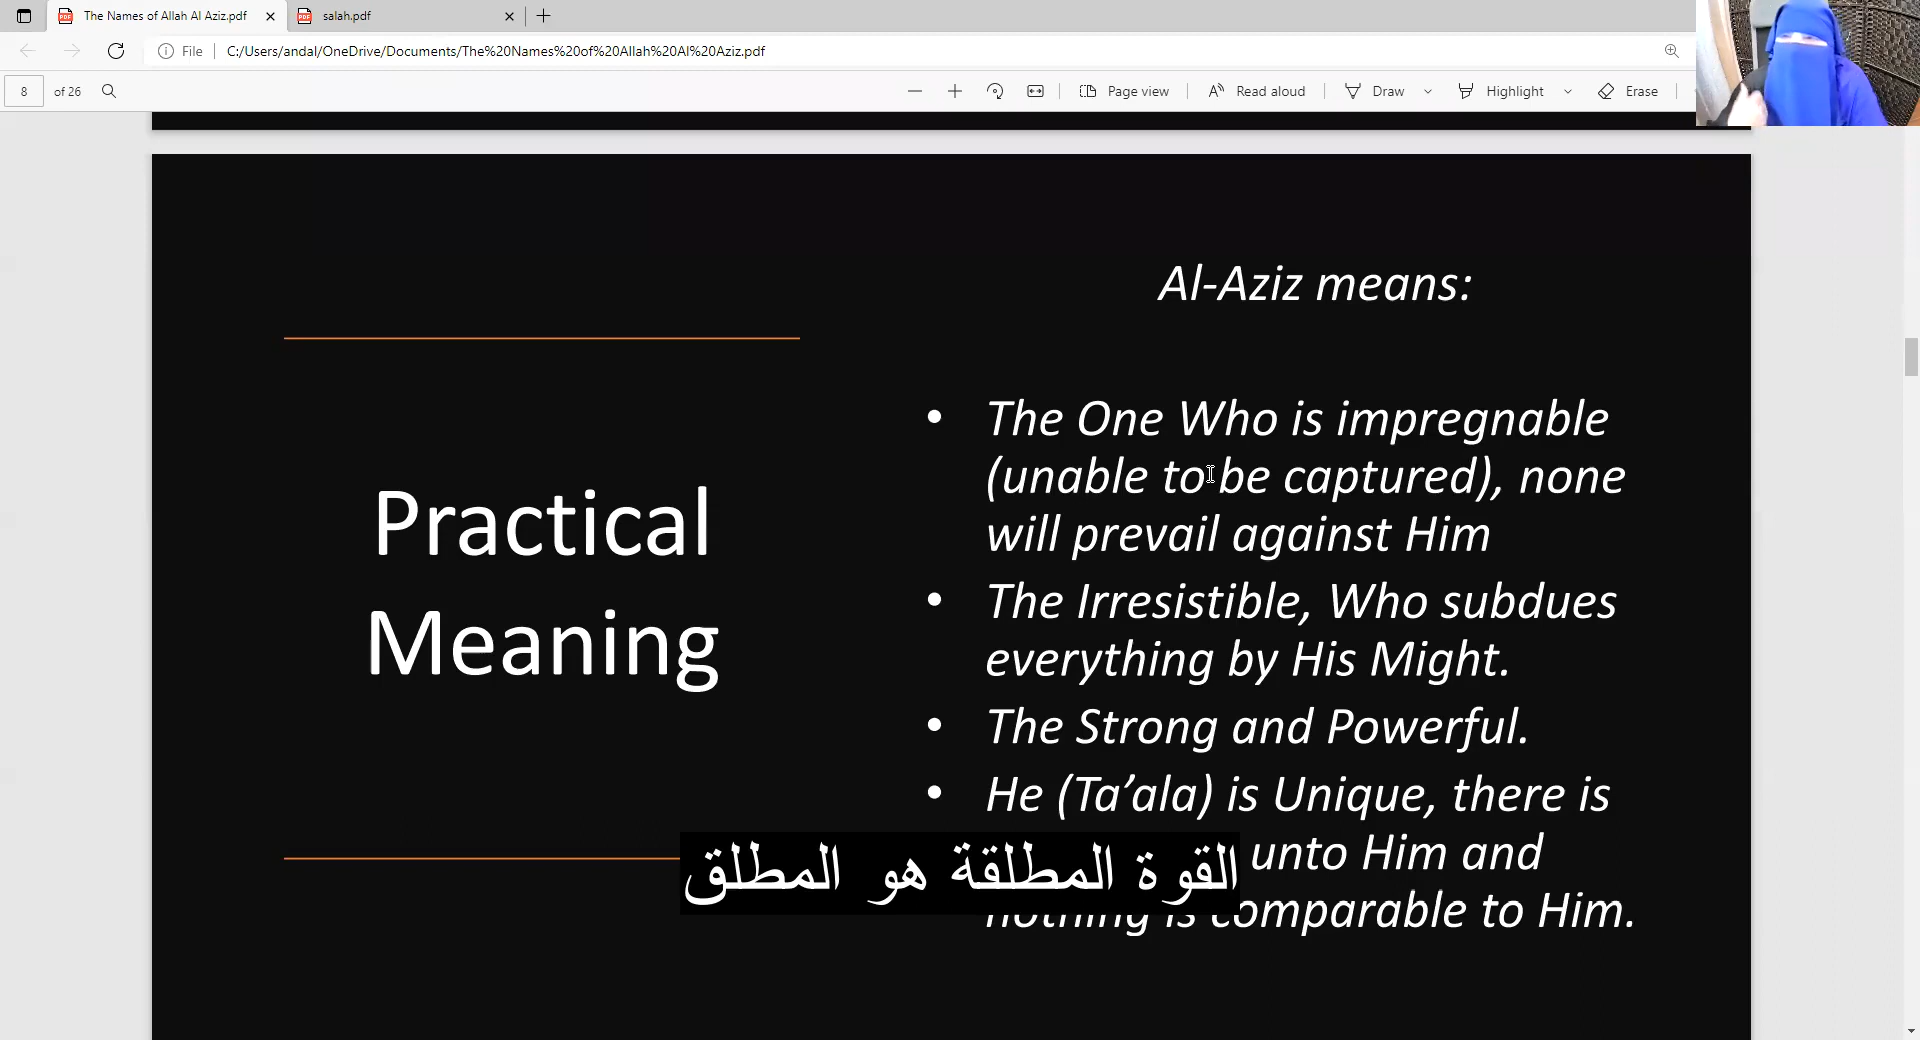 The Names of Allah Al Aziz.pdf
salah.pdf
File
C:/Users/andal/OneDrive/Documents/The%20Names%20of%20Allah%20Al%20Aziz.pdf
8 of 26
Page view
Read aloud
Draw
Highlight
Erase
Practical
Meaning
Al-Aziz means:
• The One Who is impregnable
(unable to be captured), none
will prevail against Him
• The Irresistible, Who subdues
everything by His Might.
• The Strong and Powerful.
• He (Ta’ala) is Unique, there is
unto Him and
nothing is comparable to Him.
القوة المطلقة هو المطلق